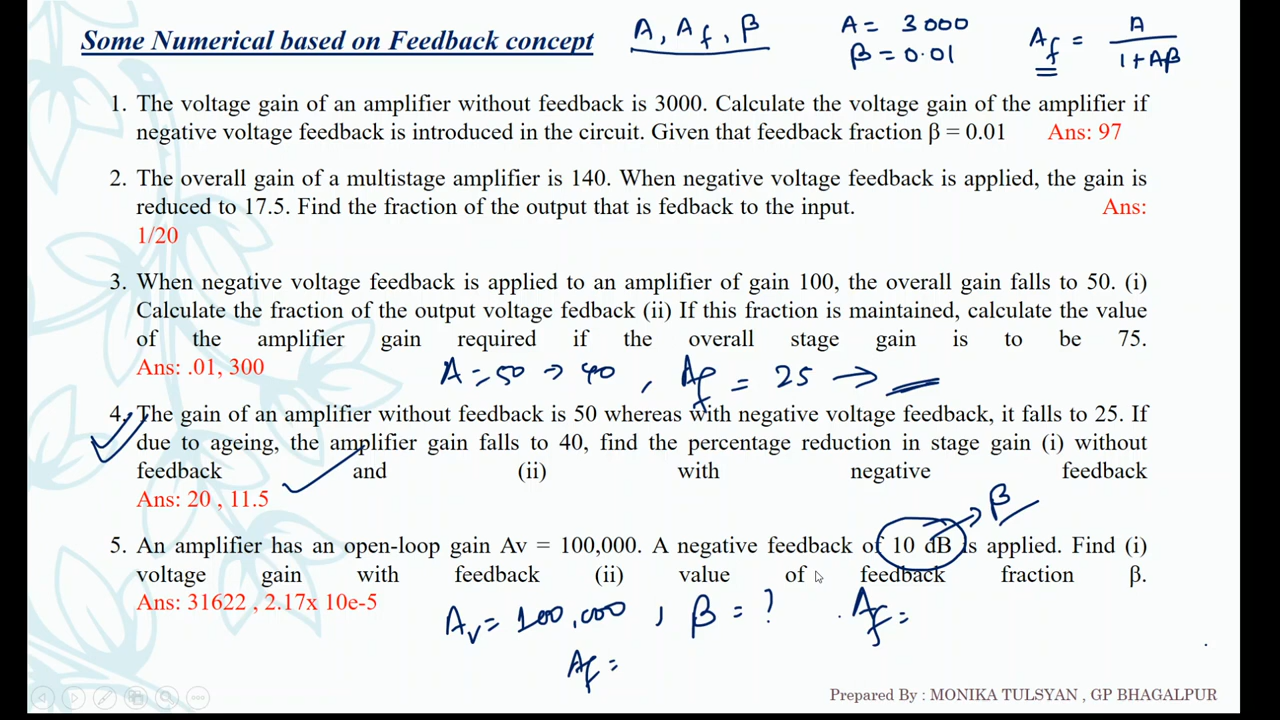 Some Numerical based on Feedback concept
A, Af, β
A = 3000
β = 0.01
Af = A / 1+Aβ
1. The voltage gain of an amplifier without feedback is 3000. Calculate the voltage gain of the amplifier if
negative voltage feedback is introduced in the circuit. Given that feedback fraction β = 0.01 Ans: 97
2. The overall gain of a multistage amplifier is 140. When negative voltage feedback is applied, the gain is
reduced to 17.5. Find the fraction of the output that is fedback to the input. Ans:
1/20
3. When negative voltage feedback is applied to an amplifier of gain 100, the overall gain falls to 50. (i)
Calculate the fraction of the output voltage fedback (ii) If this fraction is maintained, calculate the value
of the amplifier gain required if the overall stage gain is to be 75.
Ans: .01, 300
A = 50 → 40 , Af = 25 →
4. The gain of an amplifier without feedback is 50 whereas with negative voltage feedback, it falls to 25. If
due to ageing, the amplifier gain falls to 40, find the percentage reduction in stage gain (i) without
feedback and (ii) with negative feedback
Ans: 20 , 11.5
β
5. An amplifier has an open-loop gain Av = 100,000. A negative feedback of 10 dB is applied. Find (i)
voltage gain with feedback (ii) value of feedback fraction β.
Ans: 31622 , 2.17x 10e-5
Av = 100,000 , β = ? Af =
Af =
Prepared By : MONIKA TULSYAN , GP BHAGALPUR